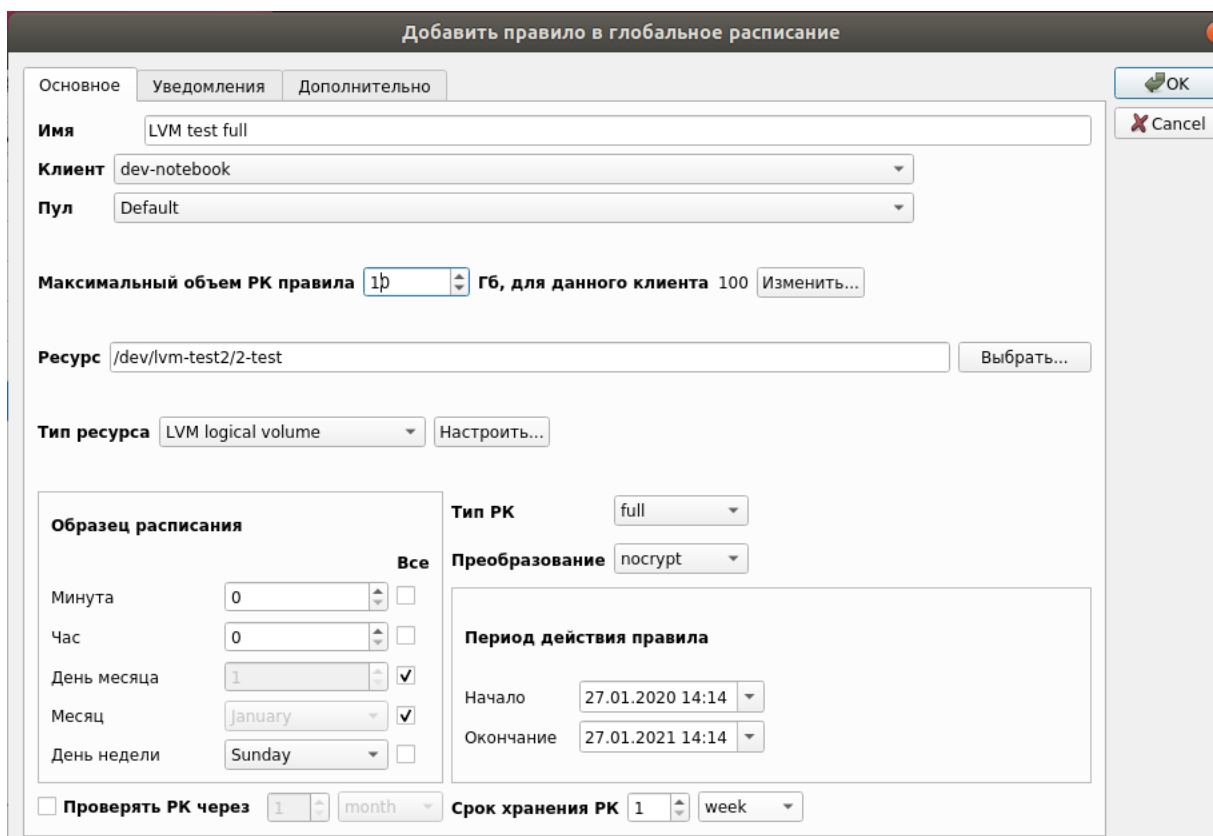 Добавить правило в глобальное расписание
Основное Уведомления Дополнительно
OK
Cancel
Имя LVM test full
Клиент dev-notebook
Пул Default
Максимальный объем РК правила 10 Гб, для данного клиента 100 Изменить...
Ресурс /dev/lvm-test2/2-test Выбрать...
Тип ресурса LVM logical volume Настроить...
Образец расписания
Все
Минута 0
Час 0
День месяца 1
Месяц January
День недели Sunday
Тип РК full
Преобразование nocrypt
Период действия правила
Начало 27.01.2020 14:14
Окончание 27.01.2021 14:14
Проверять РК через 1 month Срок хранения РК 1 week